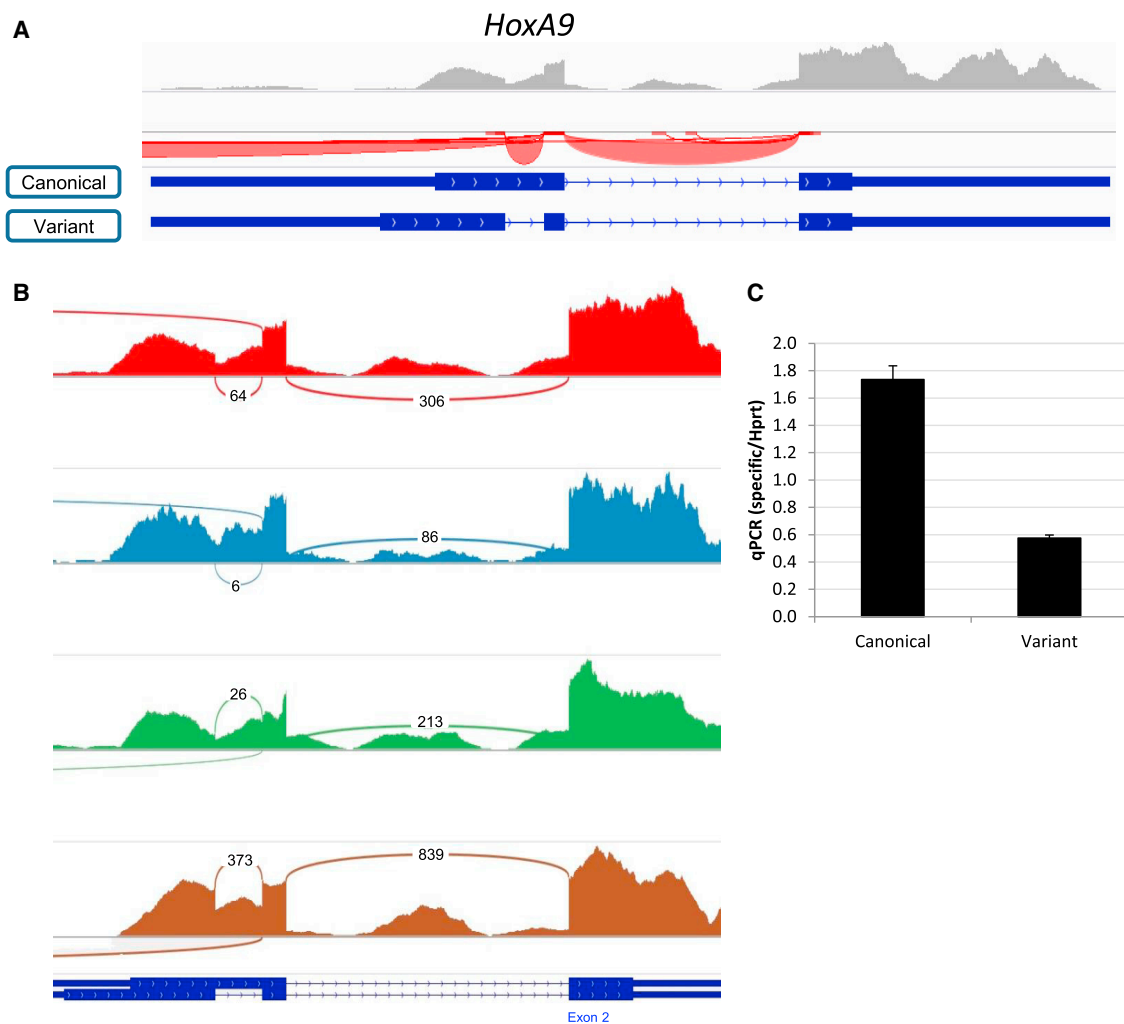 A
HoxA9
Canonical
Variant
B
64
306
86
6
26
213
373
839
Exon 2
C
qPCR (specific/Hprt)
2.0
1.8
1.6
1.4
1.2
1.0
0.8
0.6
0.4
0.2
0.0
Canonical
Variant